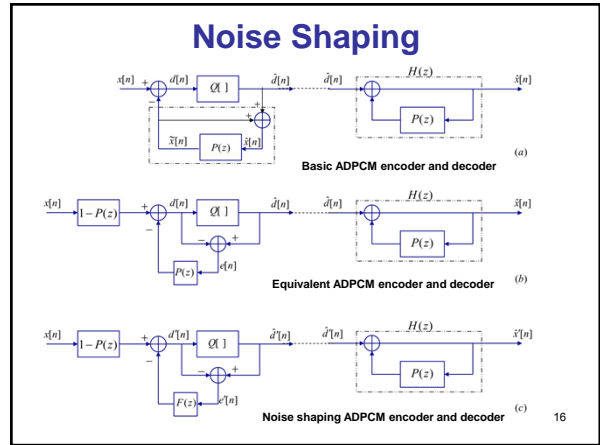 Noise Shaping
H(z)
x[n] + d[n] Q[ ] d̂[n] d̂[n] x̂[n]
−
+ +
P(z)
x̃[n] P(z) x̂[n]
(a)
Basic ADPCM encoder and decoder
H(z)
x[n] 1−P(z) + d[n] Q[ ] d̂[n] d̂[n] x̂[n]
− − +
P(z)
P(z) e[n]
(b)
Equivalent ADPCM encoder and decoder
H(z)
x[n] 1−P(z) + d'[n] Q[ ] d̂'[n] d̂'[n] x̂'[n]
− − +
P(z)
F(z) e'[n]
(c)
Noise shaping ADPCM encoder and decoder
16